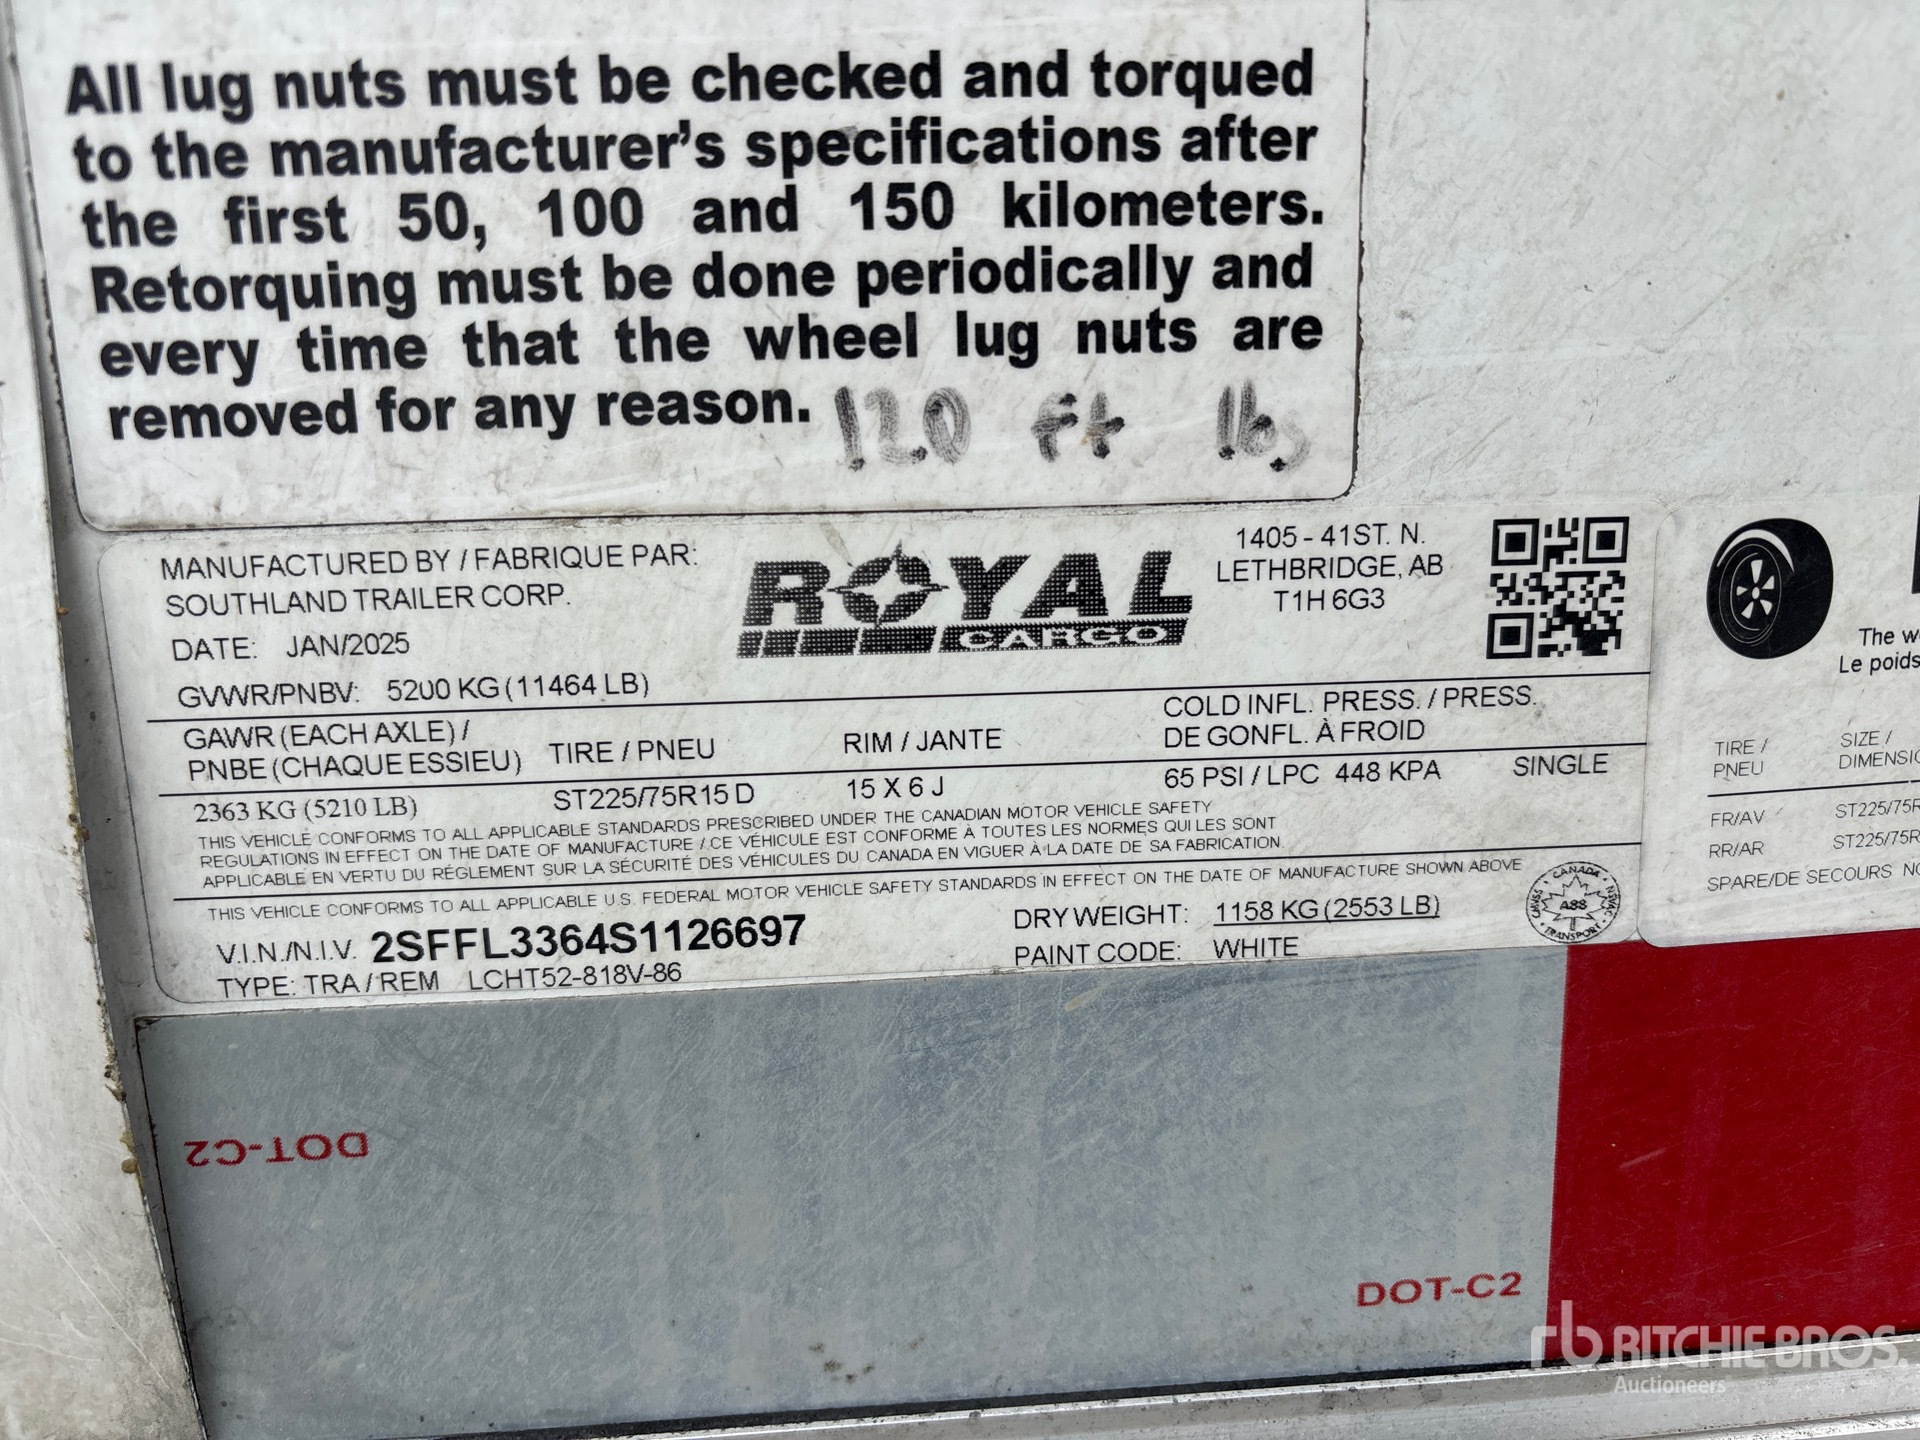 All lug nuts must be checked and torqued
to the manufacturer's specifications after
the first 50, 100 and 150 kilometers.
Retorquing must be done periodically and
every time that the wheel lug nuts are
removed for any reason. 120 ft lbs
MANUFACTURED BY / FABRIQUE PAR:
SOUTHLAND TRAILER CORP.
DATE: JAN/2025
GVWR/PNBV: 5200 KG (11464 LB)
ROYAL
CARGO
1405 - 41ST. N.
LETHBRIDGE, AB
T1H 6G3
GAWR (EACH AXLE) /
PNBE (CHAQUE ESSIEU)
TIRE / PNEU
RIM / JANTE
COLD INFL. PRESS. / PRESS.
DE GONFL. À FROID
2363 KG (5210 LB)
ST225/75R15 D
15 X 6 J
65 PSI / LPC 448 KPA
SINGLE
THIS VEHICLE CONFORMS TO ALL APPLICABLE STANDARDS PRESCRIBED UNDER THE CANADIAN MOTOR VEHICLE SAFETY
REGULATIONS IN EFFECT ON THE DATE OF MANUFACTURE / CE VÉHICULE EST CONFORME À TOUTES LES NORMES QUI LES SONT
APPLICABLE EN VERTU DU RÉGLEMENT SUR LA SÉCURITÉ DES VÉHICULES DU CANADA EN VIGUER À LA DATE DE SA FABRICATION
THIS VEHICLE CONFORMS TO ALL APPLICABLE U.S. FEDERAL MOTOR VEHICLE SAFETY STANDARDS IN EFFECT ON THE DATE OF MANUFACTURE SHOWN ABOVE
V.I.N./N.I.V. 2SFFL3364S1126697
TYPE: TRA / REM LCHT52-818V-86
DRY WEIGHT: 1158 KG (2553 LB)
PAINT CODE: WHITE
CANADA
A88
TRANSPORT
The
Le poids
TIRE /
PNEU
SIZE /
FR/AV
RR/AR
SPARE/DE SECOURS
DOT-C2
DOT-C2
rb RITCHIE BROS.
Auctioneers